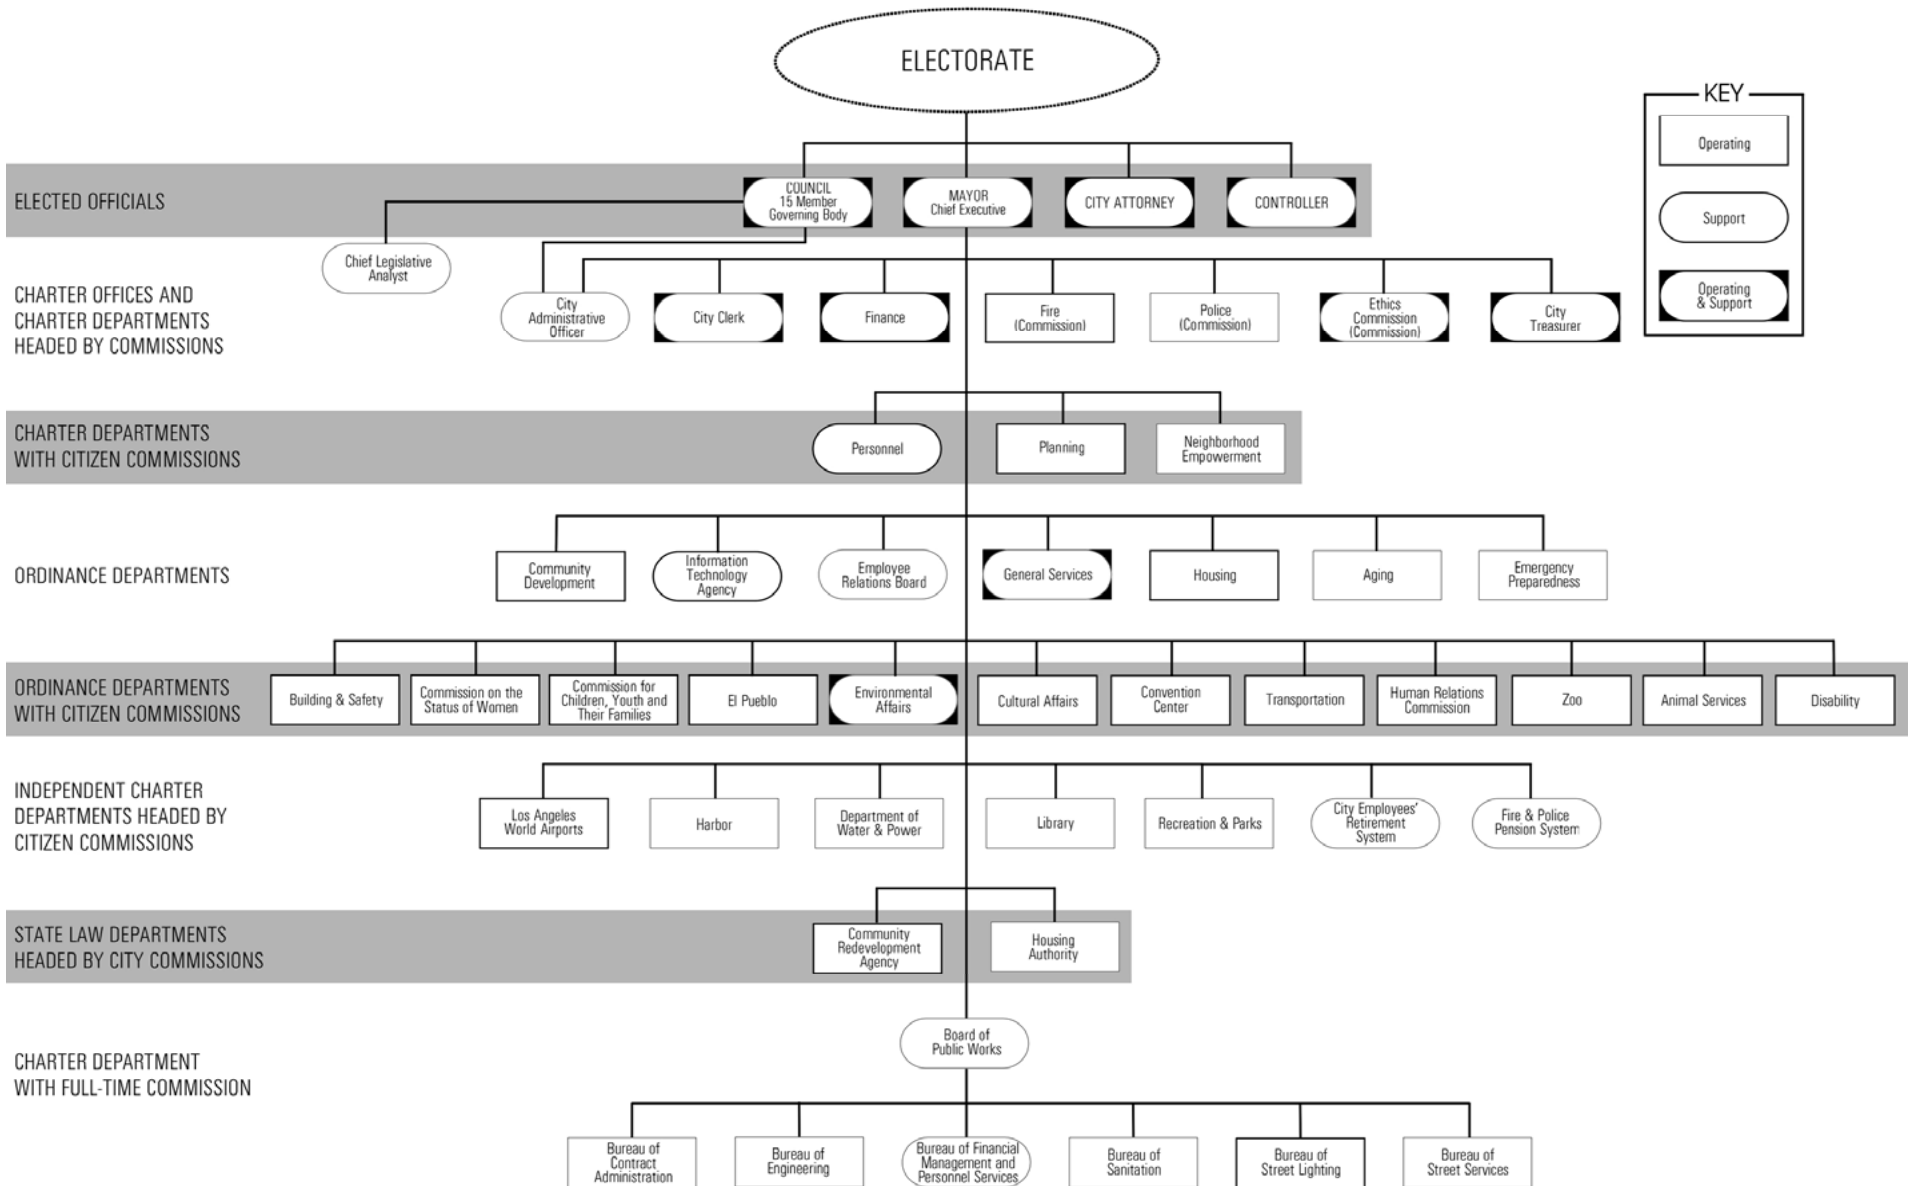 ELECTORATE
KEY
Operating
Support
Operating
& Support
ELECTED OFFICIALS
COUNCIL
15 Member
Governing Body
MAYOR
Chief Executive
CITY ATTORNEY
CONTROLLER
Chief Legislative
Analyst
CHARTER OFFICES AND
CHARTER DEPARTMENTS
HEADED BY COMMISSIONS
City
Administrative
Officer
City Clerk
Finance
Fire
(Commission)
Police
(Commission)
Ethics
Commission
(Commission)
City
Treasurer
CHARTER DEPARTMENTS
WITH CITIZEN COMMISSIONS
Personnel
Planning
Neighborhood
Empowerment
ORDINANCE DEPARTMENTS
Community
Development
Information
Technology
Agency
Employee
Relations Board
General Services
Housing
Aging
Emergency
Preparedness
ORDINANCE DEPARTMENTS
WITH CITIZEN COMMISSIONS
Building & Safety
Commission on the
Status of Women
Commission for
Children, Youth and
Their Families
El Pueblo
Environmental
Affairs
Cultural Affairs
Convention
Center
Transportation
Human Relations
Commission
Zoo
Animal Services
Disability
INDEPENDENT CHARTER
DEPARTMENTS HEADED BY
CITIZEN COMMISSIONS
Los Angeles
World Airports
Harbor
Department of
Water & Power
Library
Recreation & Parks
City Employees'
Retirement
System
Fire & Police
Pension System
STATE LAW DEPARTMENTS
HEADED BY CITY COMMISSIONS
Community
Redevelopment
Agency
Housing
Authority
CHARTER DEPARTMENT
WITH FULL-TIME COMMISSION
Board of
Public Works
Bureau of
Contract
Administration
Bureau of
Engineering
Bureau of Financial
Management and
Personnel Services
Bureau of
Sanitation
Bureau of
Street Lighting
Bureau of
Street Services